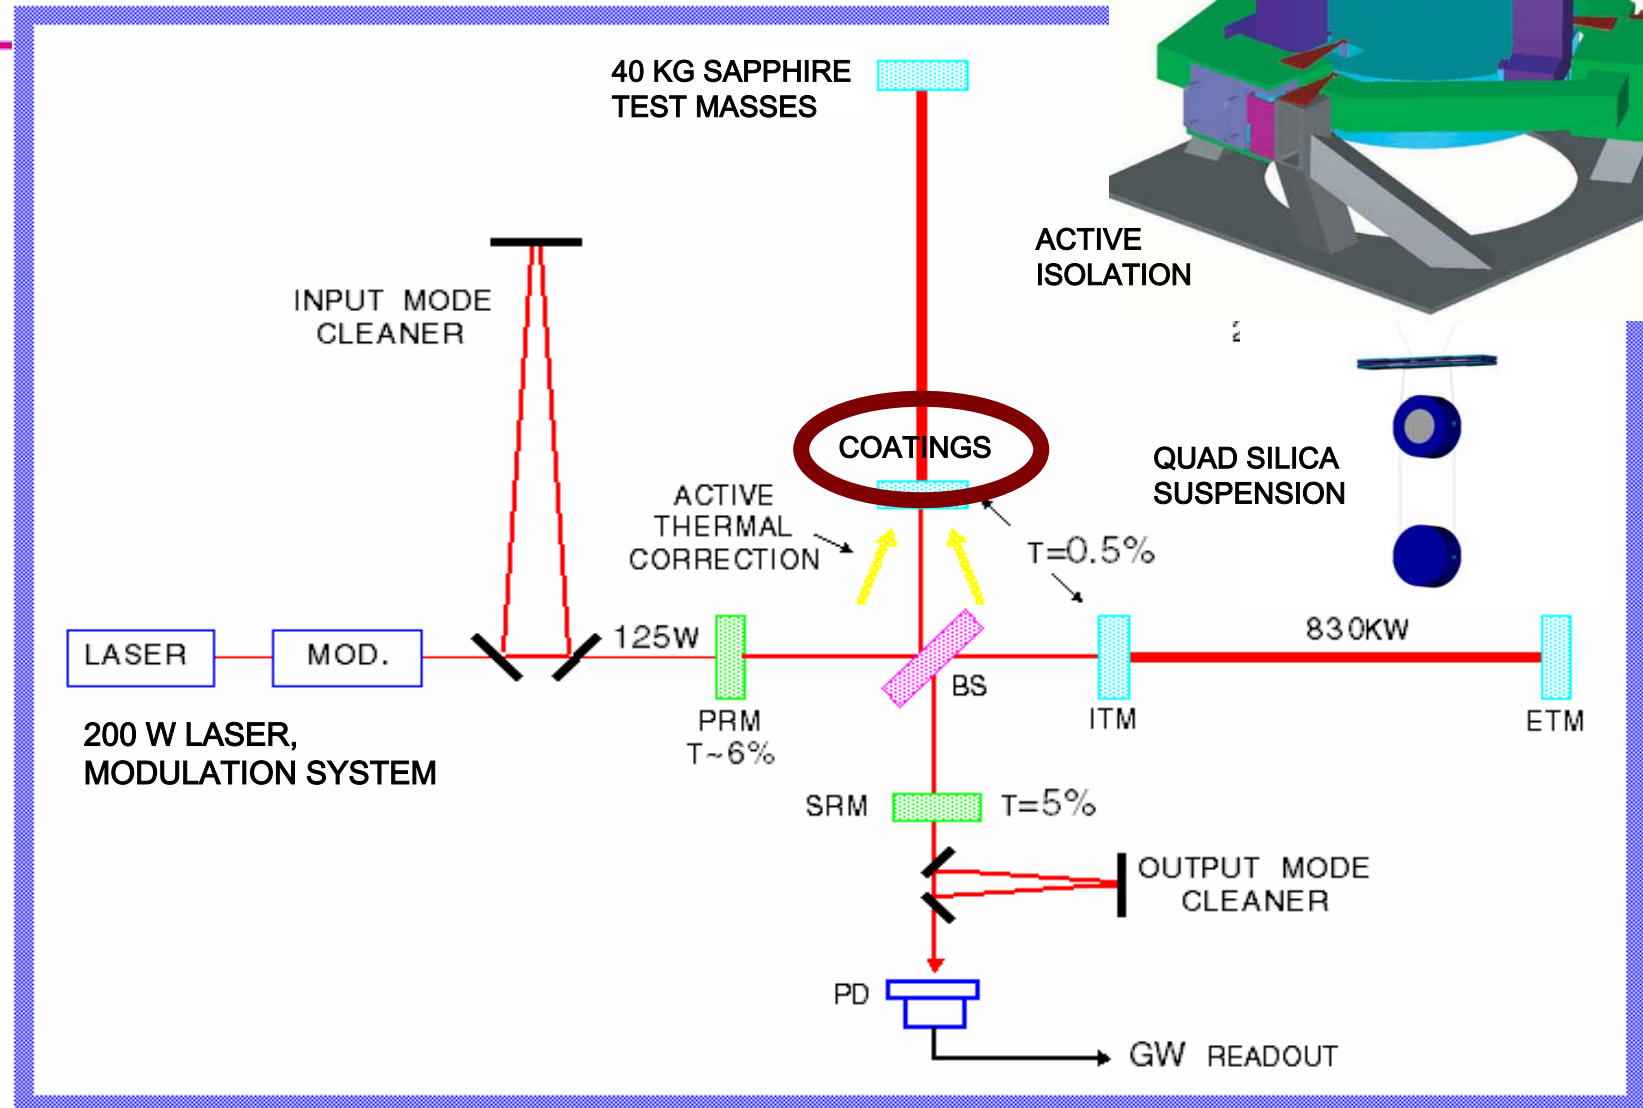 40 KG SAPPHIRE
TEST MASSES
ACTIVE
ISOLATION
INPUT MODE
CLEANER
COATINGS
QUAD SILICA
SUSPENSION
ACTIVE
THERMAL
CORRECTION
T=0.5%
LASER
MOD.
125W
830KW
BS
PRM
T~6%
ITM
ETM
200 W LASER,
MODULATION SYSTEM
SRM
T=5%
OUTPUT MODE
CLEANER
PD
GW READOUT